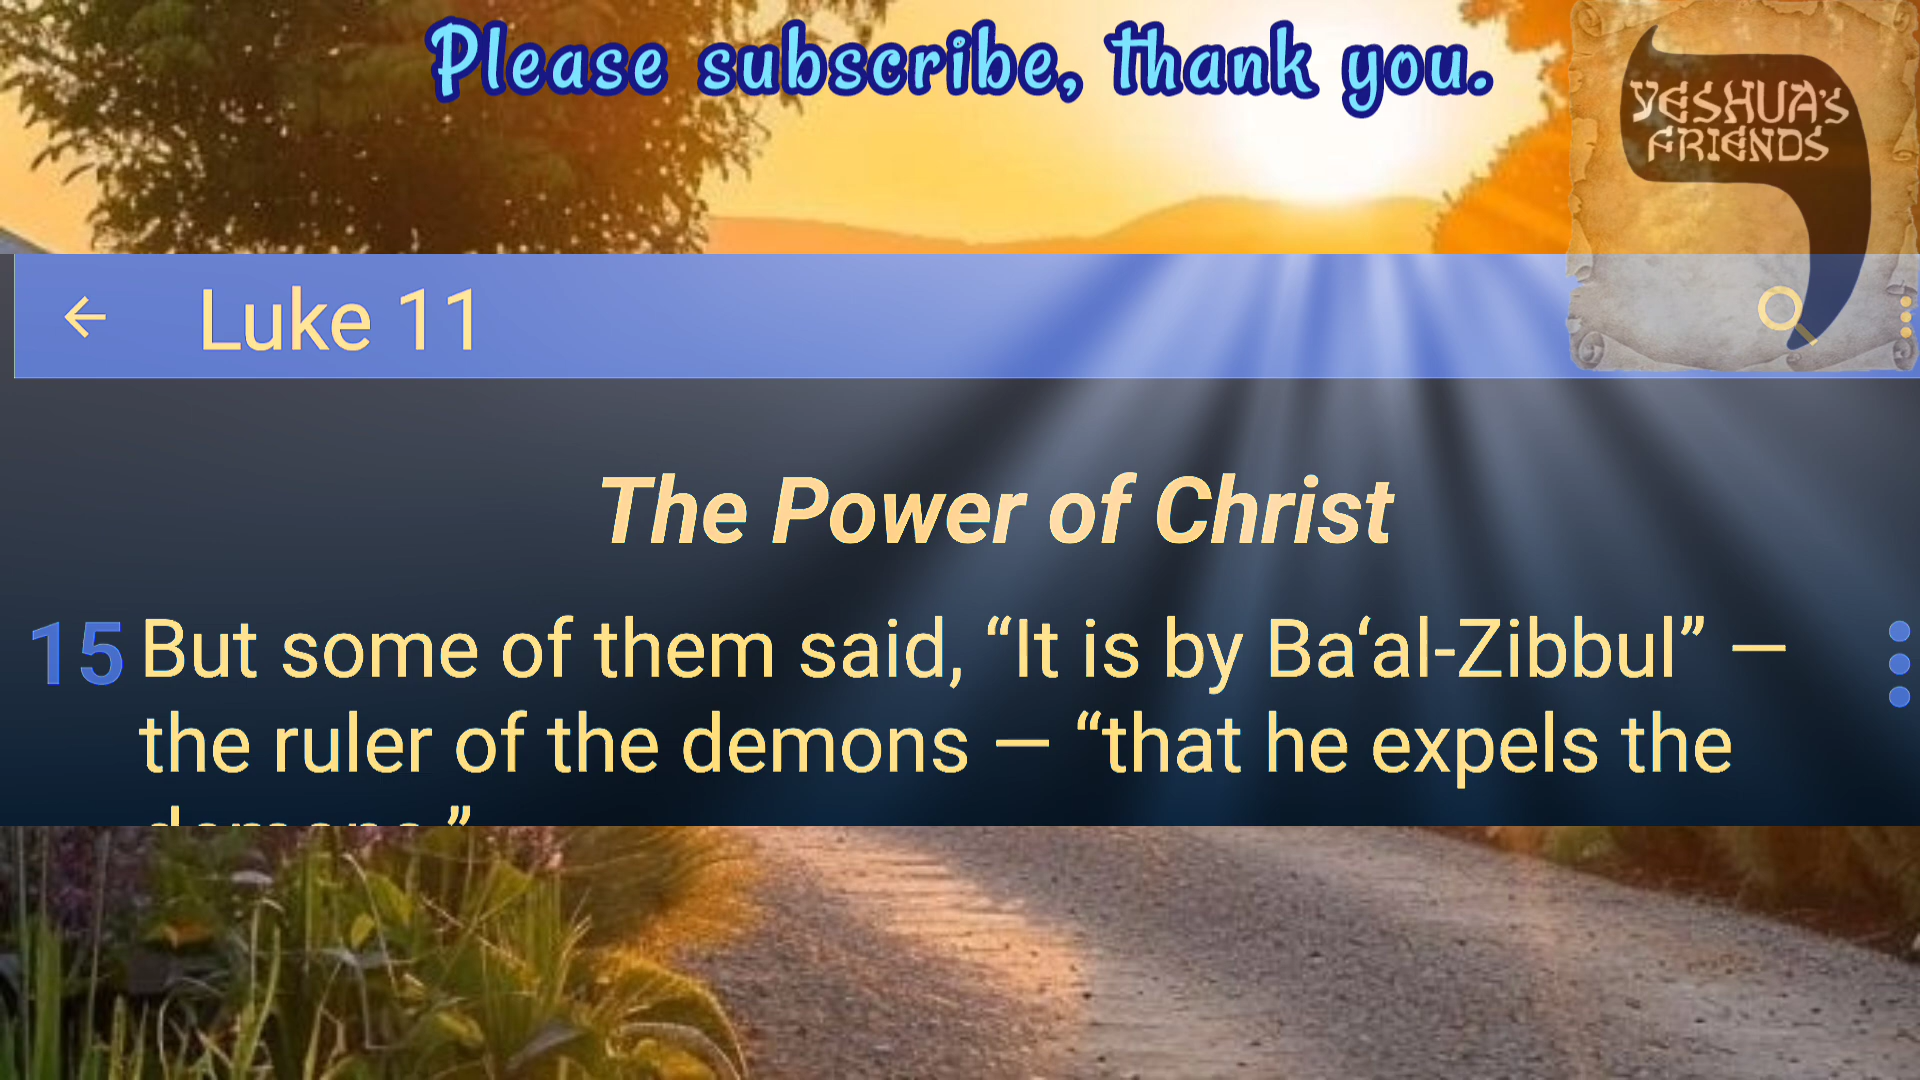 Please subscribe, thank you.
YESHUA'S
FRIENDS
Luke 11
The Power of Christ
15 But some of them said, “It is by Ba‘al-Zibbul” —
the ruler of the demons — “that he expels the
demons.”